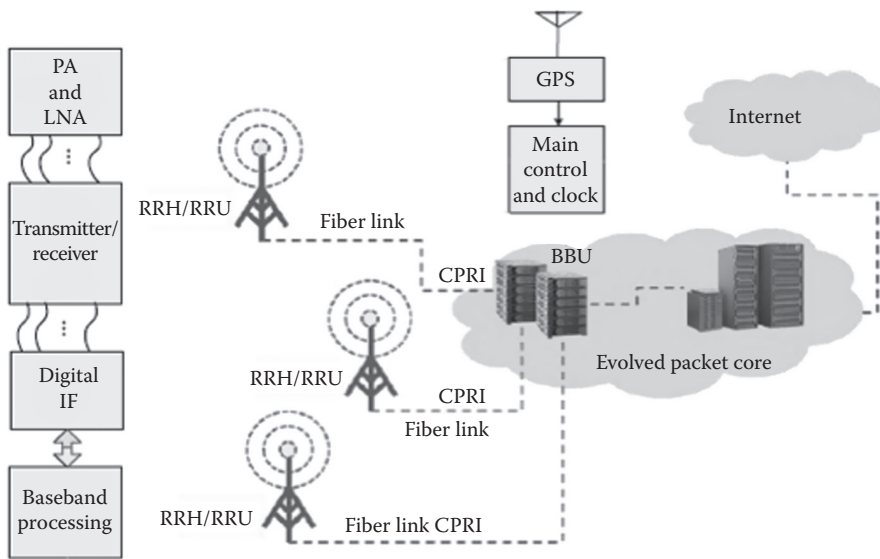 PA
and
LNA
Transmitter/
receiver
Digital
IF
Baseband
processing
RRH/RRU
Fiber link
CPRI
RRH/RRU
CPRI
Fiber link
RRH/RRU
Fiber link CPRI
GPS
Main
control
and clock
Internet
BBU
Evolved packet core